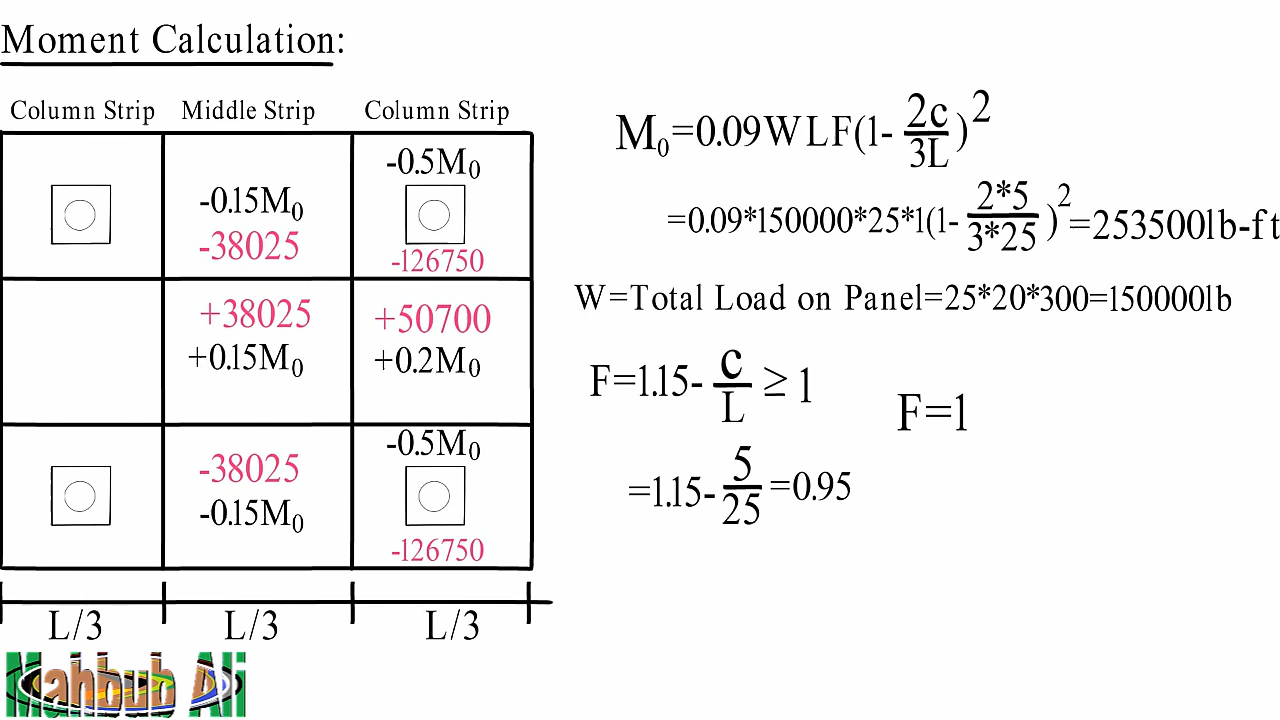 Moment Calculation:
Column Strip Middle Strip Column Strip
-0.5M₀
-0.15M₀
-38025
-126750
+38025 +50700
+0.15M₀ +0.2M₀
-0.5M₀
-38025
-0.15M₀
-126750
L/3 L/3 L/3
Mahbub Ali
M₀=0.09WLF(1-2c/3L)²
=0.09*150000*25*1(1-2*5/3*25)²=253500lb-ft
W=Total Load on Panel=25*20*300=150000lb
F=1.15-c/L≥1
F=1
=1.15-5/25=0.95